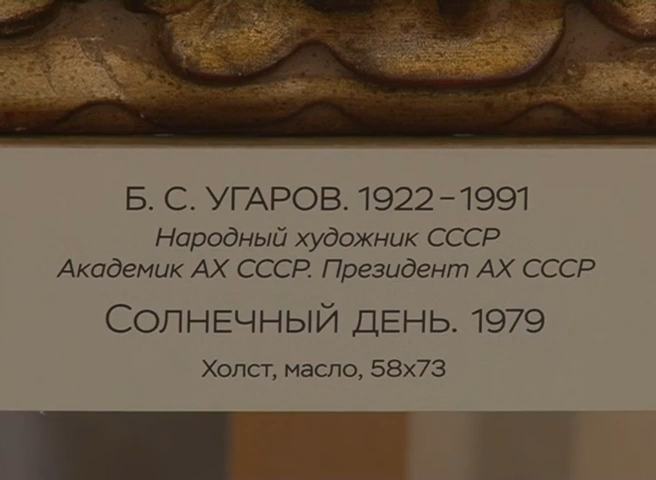 Б. С. УГАРОВ. 1922–1991
Народный художник СССР
Академик АХ СССР. Президент АХ СССР
СОЛНЕЧНЫЙ ДЕНЬ. 1979
Холст, масло, 58х73